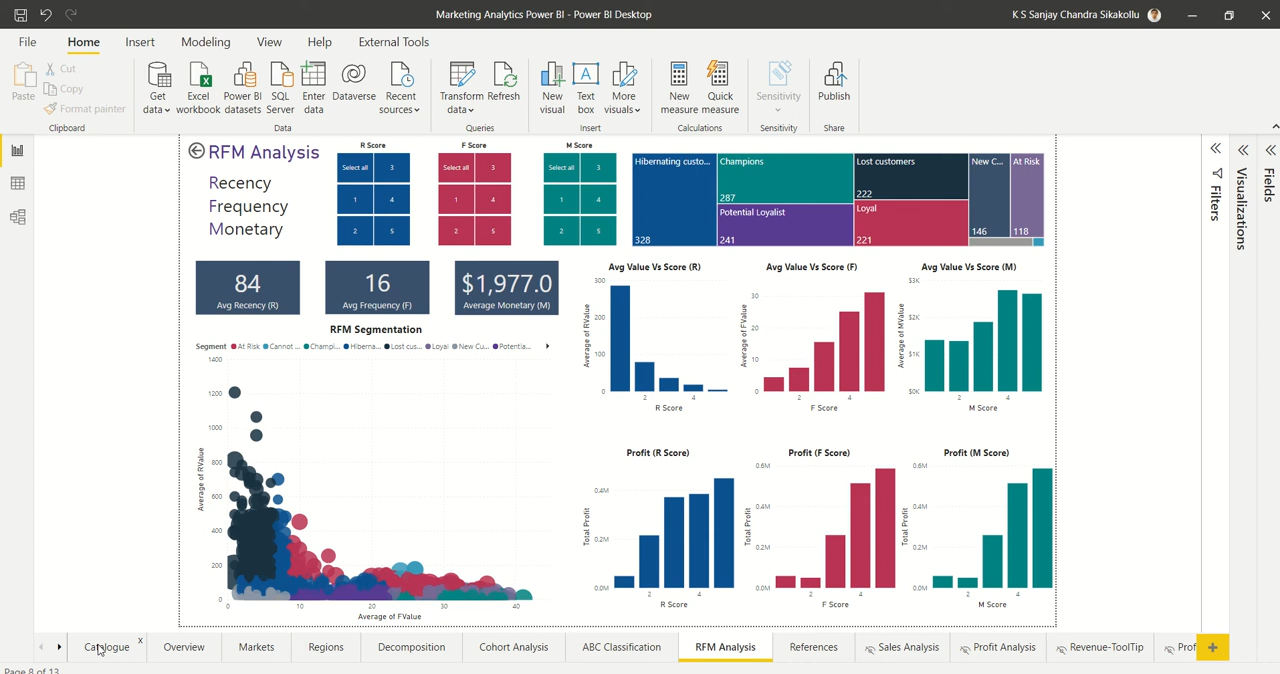 Marketing Analytics Power BI - Power BI Desktop
K S Sanjay Chandra Sikakollu
File Home Insert Modeling View Help External Tools
Paste
Cut
Copy
Format painter
Clipboard
Get data
Excel workbook
Power BI datasets
SQL Server
Enter data
Dataverse
Recent sources
Data
Transform data
Refresh
Queries
New visual
Text box
More visuals
Insert
New measure
Quick measure
Calculations
Sensitivity
Sensitivity
Publish
Share
RFM Analysis
Recency
Frequency
Monetary
R Score
Select all 3
1 4
2 5
F Score
Select all 3
1 4
2 5
M Score
Select all 3
1 4
2 5
Hibernating custo...
328
Champions
287
Potential Loyalist
241
Lost customers
222
Loyal
221
New C...
146
At Risk
118
Filters
Visualizations
Fields
84
Avg Recency (R)
16
Avg Frequency (F)
$1,977.0
Average Monetary (M)
RFM Segmentation
Segment At Risk Cannot ... Champi... Hiberna... Lost cus... Loyal New Cu... Potentia...
1400
1200
1000
800
600
400
200
0
0 10 20 30 40
Average of RValue
Average of FValue
Avg Value Vs Score (R)
300
200
100
0
2 4
Average of RValue
R Score
Avg Value Vs Score (F)
30
20
10
0
2 4
Average of FValue
F Score
Avg Value Vs Score (M)
$3K
$2K
$1K
$0K
2 4
Average of MValue
M Score
Profit (R Score)
0.4M
0.2M
0.0M
2 4
Total Profit
R Score
Profit (F Score)
0.6M
0.4M
0.2M
0.0M
2 4
Total Profit
F Score
Profit (M Score)
0.6M
0.4M
0.2M
0.0M
2 4
Total Profit
M Score
Catalogue Overview Markets Regions Decomposition Cohort Analysis ABC Classification RFM Analysis References Sales Analysis Profit Analysis Revenue-ToolTip Prof
Page 8 of 13